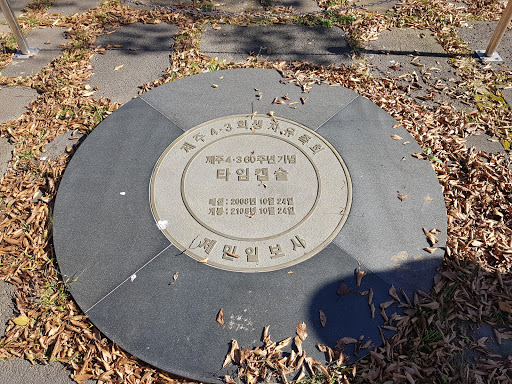 제주4·3희생자유족회
제주4·3 60주년기념
타임캡슐
매설 : 2008년 10월 24일
개봉 : 2108년 10월 24일
(주)제민일보사